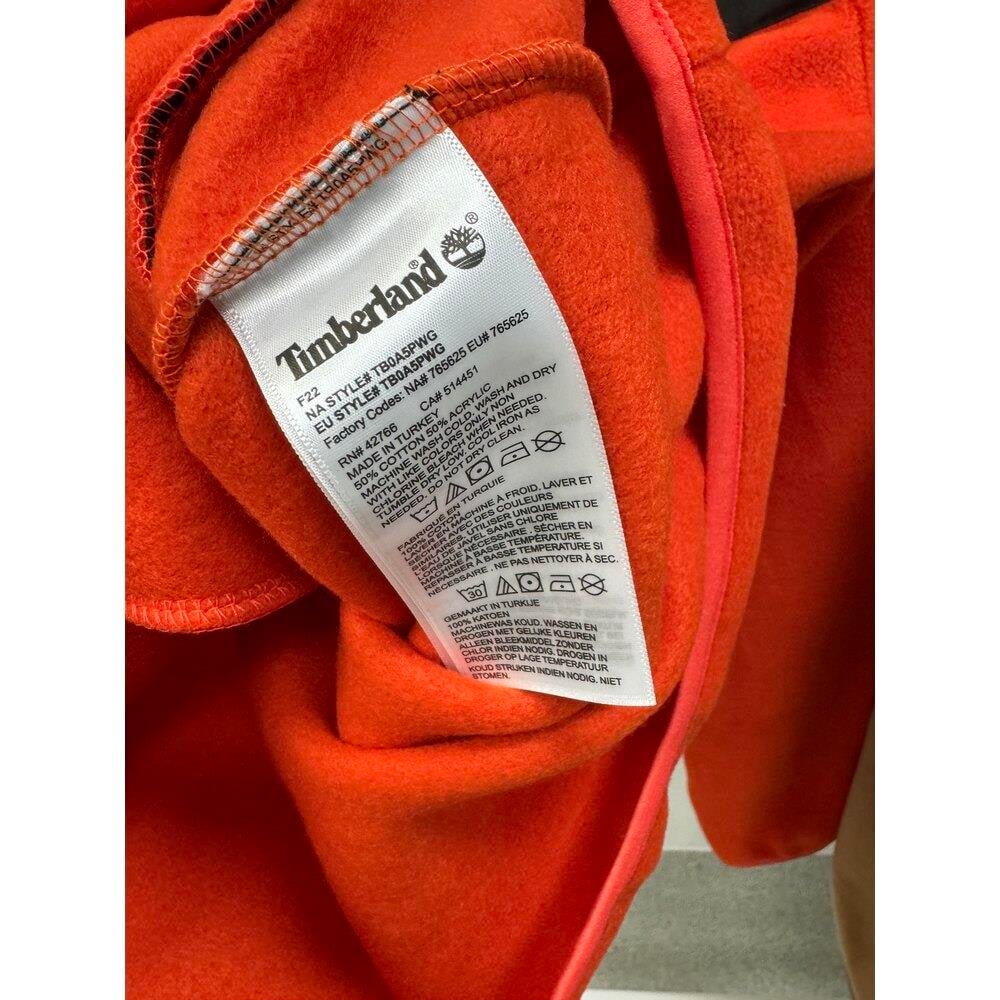 Timberland®
®
F22
NA STYLE# TB0A5PWG
EU STYLE# TB0A5PWG
Factory Codes: NA# 765625 EU# 765625
RN# 42766 CA# 514451
MADE IN TURKEY
50% COTTON 50% ACRYLIC
MACHINE WASH COLD. WASH AND DRY
WITH LIKE COLORS ONLY NON
CHLORINE BLEACH WHEN NEEDED.
TUMBLE DRY LOW. COOL IRON AS
NEEDED. DO NOT DRY CLEAN.
FABRIQUÉ EN TURQUIE
100% COTON
LAVER EN MACHINE À FROID. LAVER ET
SÉCHER AVEC DES COULEURS
SIMILAIRES. UTILISER UNIQUEMENT DE
L'EAU DE JAVEL SANS CHLORE
LORSQUE NÉCESSAIRE. SÉCHER EN
MACHINE À BASSE TEMPÉRATURE.
REPASSER À BASSE TEMPERATURE SI
NÉCESSAIRE. NE PAS NETTOYER À SEC.
30
GEMAAKT IN TURKIJE
100% KATOEN
MACHINEWAS KOUD. WASSEN EN
DROGEN MET GELIJKE KLEUREN
ALLEEN BLEEKMIDDEL ZONDER
CHLOR INDIEN NODIG. DROGEN IN
DROGER OP LAGE TEMPERATUUR
KOUD STRIJKEN INDIEN NODIG. NIET
STOMEN.